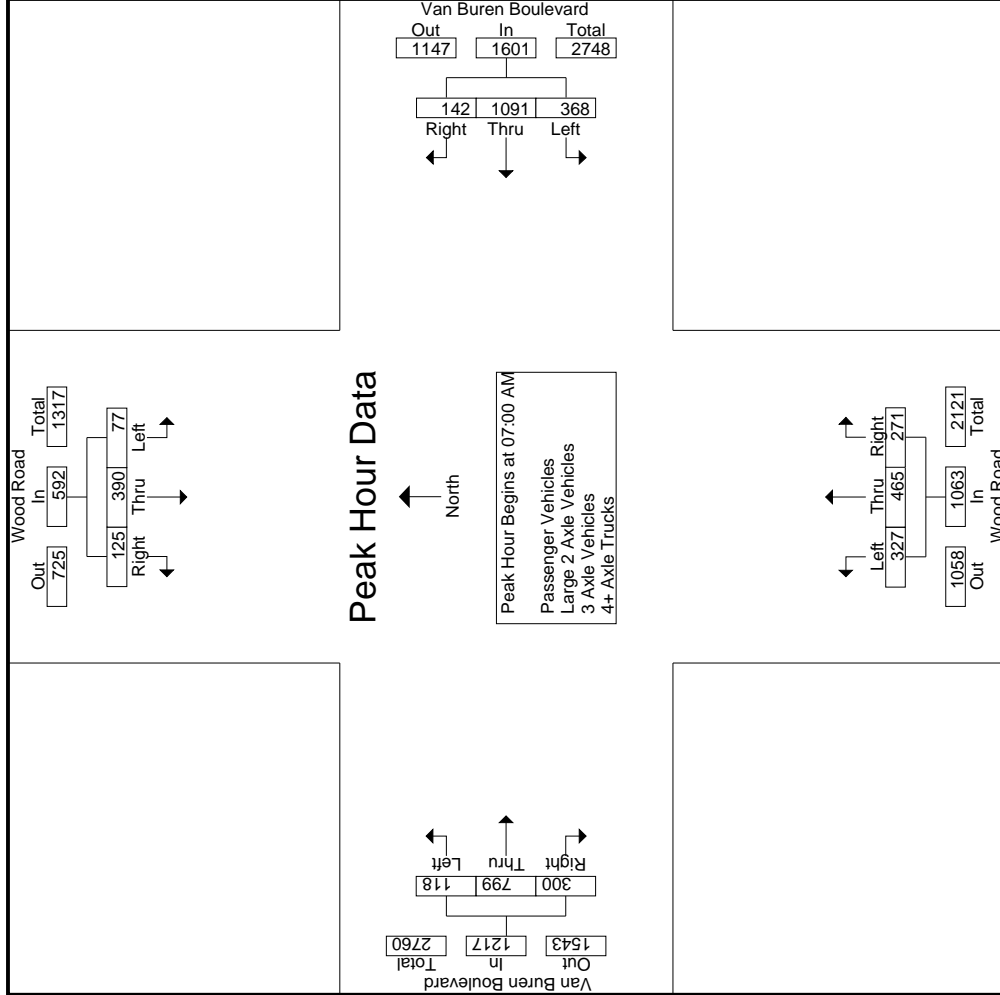 Van Buren Boulevard
Out In Total
1147 1601 2748
142 1091 368
Right Thru Left
Wood Road
Out In Total
725 592 1317
125 390 77
Right Thru Left
Peak Hour Data
North
Peak Hour Begins at 07:00 AM
Passenger Vehicles
Large 2 Axle Vehicles
3 Axle Vehicles
4+ Axle Trucks
Left Thru Right
327 465 271
1058 1063 2121
Out In Total
Wood Road
Left Thru Right
118 799 300
2760 1217 1543
Total In Out
Van Buren Boulevard